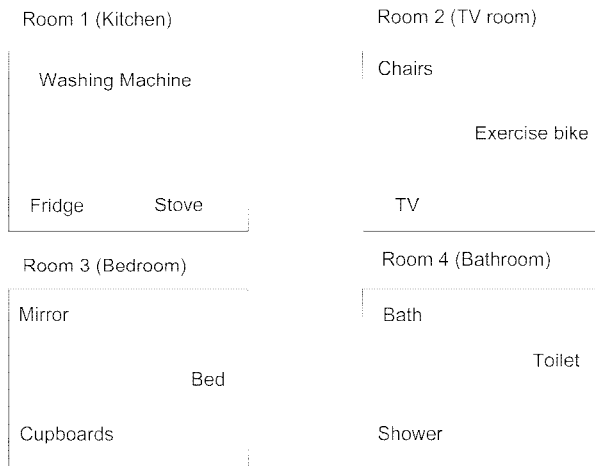 Room 1 (Kitchen)
Washing Machine
Fridge Stove
Room 2 (TV room)
Chairs
Exercise bike
TV
Room 3 (Bedroom)
Mirror
Bed
Cupboards
Room 4 (Bathroom)
Bath
Toilet
Shower